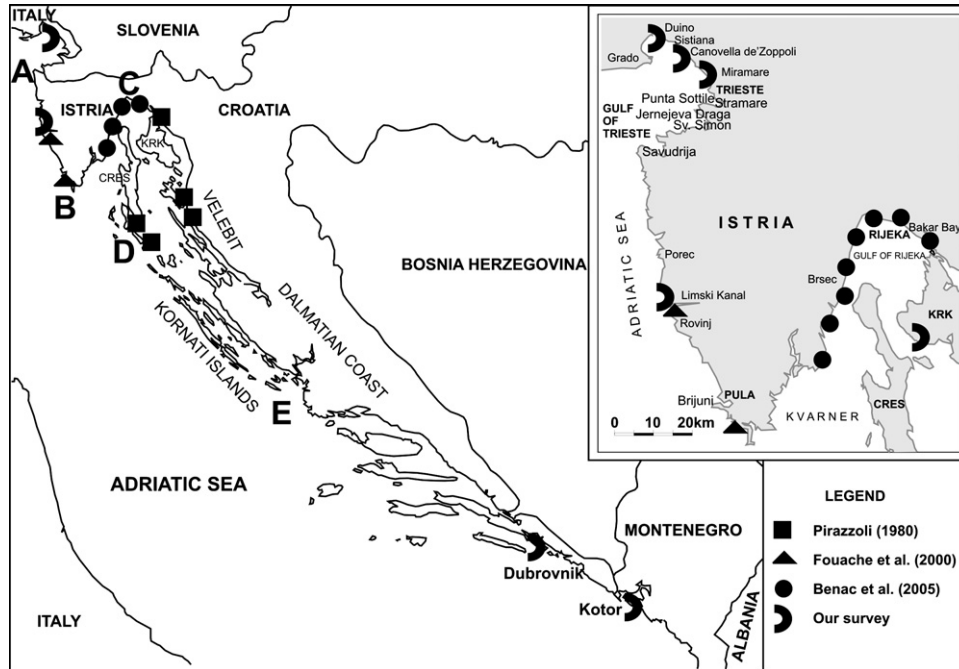 ITALY
SLOVENIA
A
C
ISTRIA
CROATIA
KRK
CRES
B
VELEBIT
D
BOSNIA HERZEGOVINA
DALMATIAN COAST
KORNATI ISLANDS
E
ADRIATIC SEA
MONTENEGRO
Dubrovnik
Kotor
ITALY
ALBANIA
Duino
Sistiana
Canovella de'Zoppoli
Grado
Miramare
TRIESTE
Punta Sottile
Stramare
GULF
OF
TRIESTE
Jernejeva Draga
Sv. Simon
Savudrija
ISTRIA
ADRIATIC SEA
RIJEKA
Bakar Bay
GULF OF RIJEKA
Porec
Brsec
Limski Kanal
KRK
Rovinj
Brijuni
PULA
CRES
KVARNER
0 10 20km
LEGEND
Pirazzoli (1980)
Fouache et al. (2000)
Benac et al. (2005)
Our survey